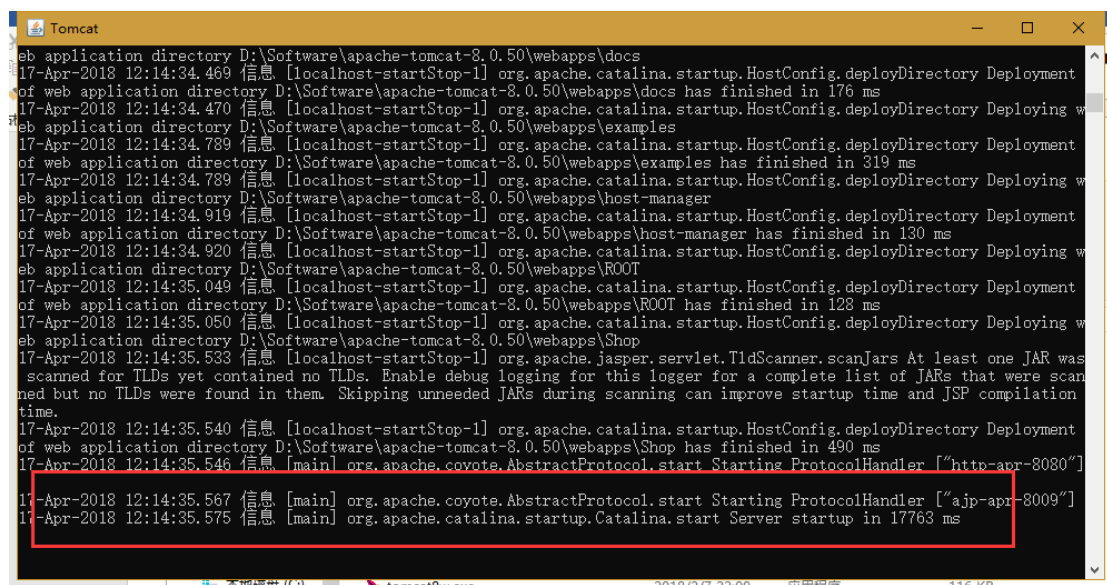 Tomcat
eb application directory D:\Software\apache-tomcat-8.0.50\webapps\docs
17-Apr-2018 12:14:34.469 信息 [localhost-startStop-1] org.apache.catalina.startup.HostConfig.deployDirectory Deployment
of web application directory D:\Software\apache-tomcat-8.0.50\webapps\docs has finished in 176 ms
17-Apr-2018 12:14:34.470 信息 [localhost-startStop-1] org.apache.catalina.startup.HostConfig.deployDirectory Deploying w
eb application directory D:\Software\apache-tomcat-8.0.50\webapps\examples
17-Apr-2018 12:14:34.789 信息 [localhost-startStop-1] org.apache.catalina.startup.HostConfig.deployDirectory Deployment
of web application directory D:\Software\apache-tomcat-8.0.50\webapps\examples has finished in 319 ms
17-Apr-2018 12:14:34.789 信息 [localhost-startStop-1] org.apache.catalina.startup.HostConfig.deployDirectory Deploying w
eb application directory D:\Software\apache-tomcat-8.0.50\webapps\host-manager
17-Apr-2018 12:14:34.919 信息 [localhost-startStop-1] org.apache.catalina.startup.HostConfig.deployDirectory Deployment
of web application directory D:\Software\apache-tomcat-8.0.50\webapps\host-manager has finished in 130 ms
17-Apr-2018 12:14:34.920 信息 [localhost-startStop-1] org.apache.catalina.startup.HostConfig.deployDirectory Deploying w
eb application directory D:\Software\apache-tomcat-8.0.50\webapps\ROOT
17-Apr-2018 12:14:35.049 信息 [localhost-startStop-1] org.apache.catalina.startup.HostConfig.deployDirectory Deployment
of web application directory D:\Software\apache-tomcat-8.0.50\webapps\ROOT has finished in 128 ms
17-Apr-2018 12:14:35.050 信息 [localhost-startStop-1] org.apache.catalina.startup.HostConfig.deployDirectory Deploying w
eb application directory D:\Software\apache-tomcat-8.0.50\webapps\Shop
17-Apr-2018 12:14:35.533 信息 [localhost-startStop-1] org.apache.jasper.servlet.TldScanner.scanJars At least one JAR was
scanned for TLDs yet contained no TLDs. Enable debug logging for this logger for a complete list of JARs that were scan
ned but no TLDs were found in them. Skipping unneeded JARs during scanning can improve startup time and JSP compilation
time.
17-Apr-2018 12:14:35.540 信息 [localhost-startStop-1] org.apache.catalina.startup.HostConfig.deployDirectory Deployment
of web application directory D:\Software\apache-tomcat-8.0.50\webapps\Shop has finished in 490 ms
17-Apr-2018 12:14:35.546 信息 [main] org.apache.coyote.AbstractProtocol.start Starting ProtocolHandler ["http-apr-8080"]
17-Apr-2018 12:14:35.567 信息 [main] org.apache.coyote.AbstractProtocol.start Starting ProtocolHandler ["ajp-apr-8009"]
17-Apr-2018 12:14:35.575 信息 [main] org.apache.catalina.startup.Catalina.start Server startup in 17763 ms